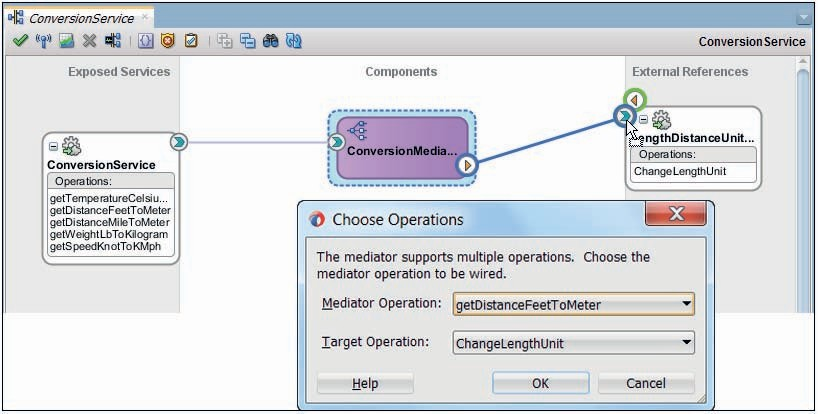 ConversionService
ConversionService
Exposed Services
Components
External References
ConversionService
Operations:
getTemperatureCelsiu...
getDistanceFeetToMeter
getDistanceMileToMeter
getWeightLbToKilogram
getSpeedKnotToKMph
ConversionMedia...
engthDistanceUnit...
Operations:
ChangeLengthUnit
Choose Operations
The mediator supports multiple operations. Choose the
mediator operation to be wired.
Mediator Operation: getDistanceFeetToMeter
Target Operation: ChangeLengthUnit
Help OK Cancel